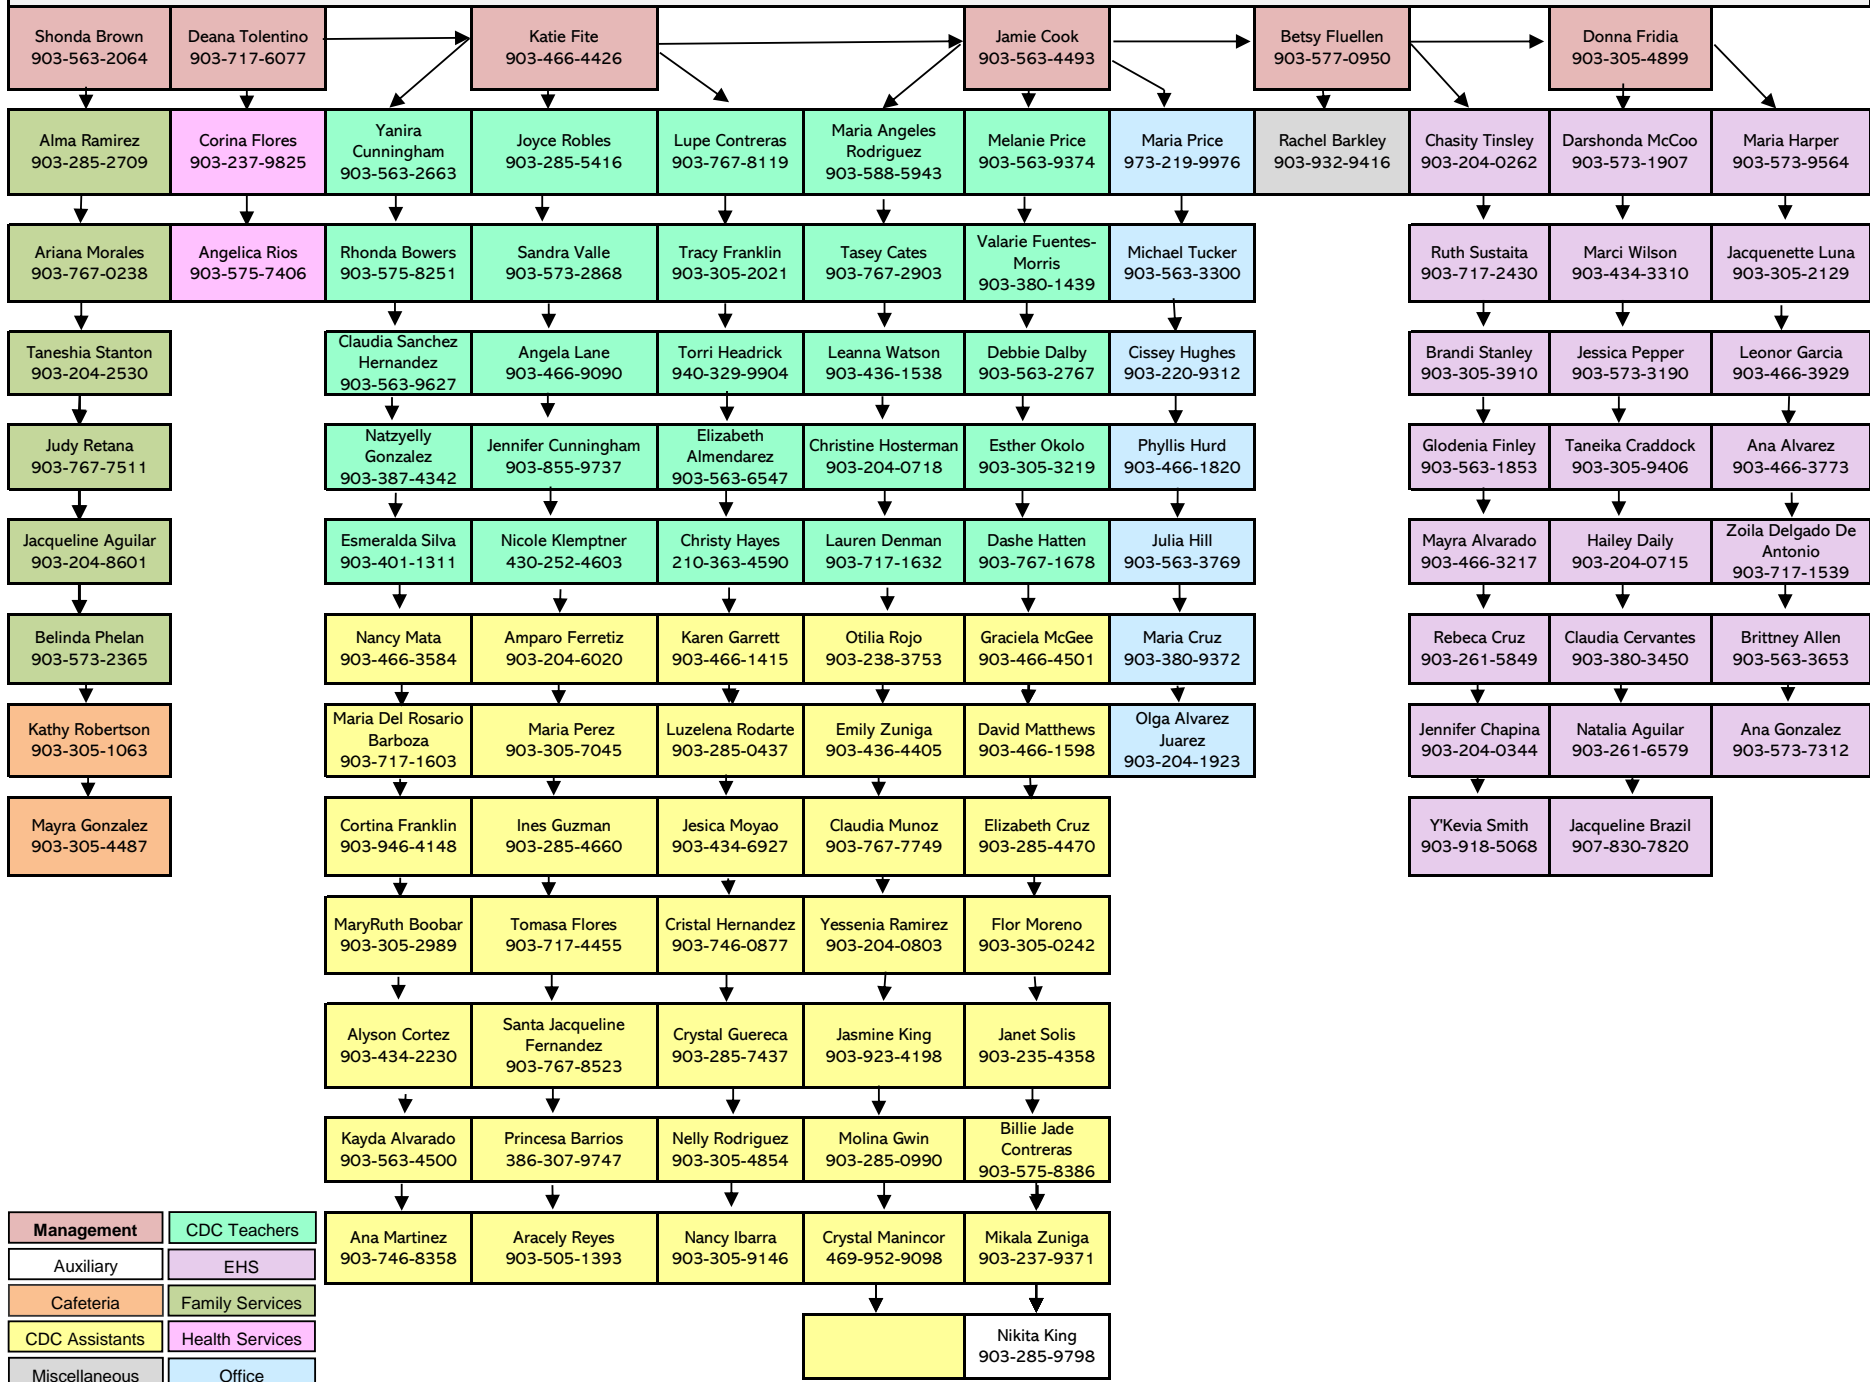 Shonda Brown
903-563-2064
Deana Tolentino
903-717-6077
Katie Fite
903-466-4426
Jamie Cook
903-563-4493
Betsy Fluellen
903-577-0950
Donna Fridia
903-305-4899
Alma Ramirez
903-285-2709
Corina Flores
903-237-9825
Yanira
Cunningham
903-563-2663
Joyce Robles
903-285-5416
Lupe Contreras
903-767-8119
Maria Angeles
Rodriguez
903-588-5943
Melanie Price
903-563-9374
Maria Price
973-219-9976
Rachel Barkley
903-932-9416
Chasity Tinsley
903-204-0262
Darshonda McCoo
903-573-1907
Maria Harper
903-573-9564
Ariana Morales
903-767-0238
Angelica Rios
903-575-7406
Rhonda Bowers
903-575-8251
Sandra Valle
903-573-2868
Tracy Franklin
903-305-2021
Tasey Cates
903-767-2903
Valarie Fuentes-
Morris
903-380-1439
Michael Tucker
903-563-3300
Ruth Sustaita
903-717-2430
Marci Wilson
903-434-3310
Jacquenette Luna
903-305-2129
Taneshia Stanton
903-204-2530
Claudia Sanchez
Hernandez
903-563-9627
Angela Lane
903-466-9090
Torri Headrick
940-329-9904
Leanna Watson
903-436-1538
Debbie Dalby
903-563-2767
Cissey Hughes
903-220-9312
Brandi Stanley
903-305-3910
Jessica Pepper
903-573-3190
Leonor Garcia
903-466-3929
Judy Retana
903-767-7511
Natzyelly
Gonzalez
903-387-4342
Jennifer Cunningham
903-855-9737
Elizabeth
Almendarez
903-563-6547
Christine Hosterman
903-204-0718
Esther Okolo
903-305-3219
Phyllis Hurd
903-466-1820
Glodenia Finley
903-563-1853
Taneika Craddock
903-305-9406
Ana Alvarez
903-466-3773
Jacqueline Aguilar
903-204-8601
Esmeralda Silva
903-401-1311
Nicole Klemptner
430-252-4603
Christy Hayes
210-363-4590
Lauren Denman
903-717-1632
Dashe Hatten
903-767-1678
Julia Hill
903-563-3769
Mayra Alvarado
903-466-3217
Hailey Daily
903-204-0715
Zoila Delgado De
Antonio
903-717-1539
Belinda Phelan
903-573-2365
Nancy Mata
903-466-3584
Amparo Ferretiz
903-204-6020
Karen Garrett
903-466-1415
Otilia Rojo
903-238-3753
Graciela McGee
903-466-4501
Maria Cruz
903-380-9372
Rebeca Cruz
903-261-5849
Claudia Cervantes
903-380-3450
Brittney Allen
903-563-3653
Kathy Robertson
903-305-1063
Maria Del Rosario
Barboza
903-717-1603
Maria Perez
903-305-7045
Luzelena Rodarte
903-285-0437
Emily Zuniga
903-436-4405
David Matthews
903-466-1598
Olga Alvarez
Juarez
903-204-1923
Jennifer Chapina
903-204-0344
Natalia Aguilar
903-261-6579
Ana Gonzalez
903-573-7312
Mayra Gonzalez
903-305-4487
Cortina Franklin
903-946-4148
Ines Guzman
903-285-4660
Jesica Moyao
903-434-6927
Claudia Munoz
903-767-7749
Elizabeth Cruz
903-285-4470
Y'Kevia Smith
903-918-5068
Jacqueline Brazil
907-830-7820
MaryRuth Boobar
903-305-2989
Tomasa Flores
903-717-4455
Cristal Hernandez
903-746-0877
Yessenia Ramirez
903-204-0803
Flor Moreno
903-305-0242
Alyson Cortez
903-434-2230
Santa Jacqueline
Fernandez
903-767-8523
Crystal Guereca
903-285-7437
Jasmine King
903-923-4198
Janet Solis
903-235-4358
Kayda Alvarado
903-563-4500
Princesa Barrios
386-307-9747
Nelly Rodriguez
903-305-4854
Molina Gwin
903-285-0990
Billie Jade
Contreras
903-575-8386
Ana Martinez
903-746-8358
Aracely Reyes
903-505-1393
Nancy Ibarra
903-305-9146
Crystal Manincor
469-952-9098
Mikala Zuniga
903-237-9371
Nikita King
903-285-9798
Management
CDC Teachers
Auxiliary
EHS
Cafeteria
Family Services
CDC Assistants
Health Services
Miscellaneous
Office